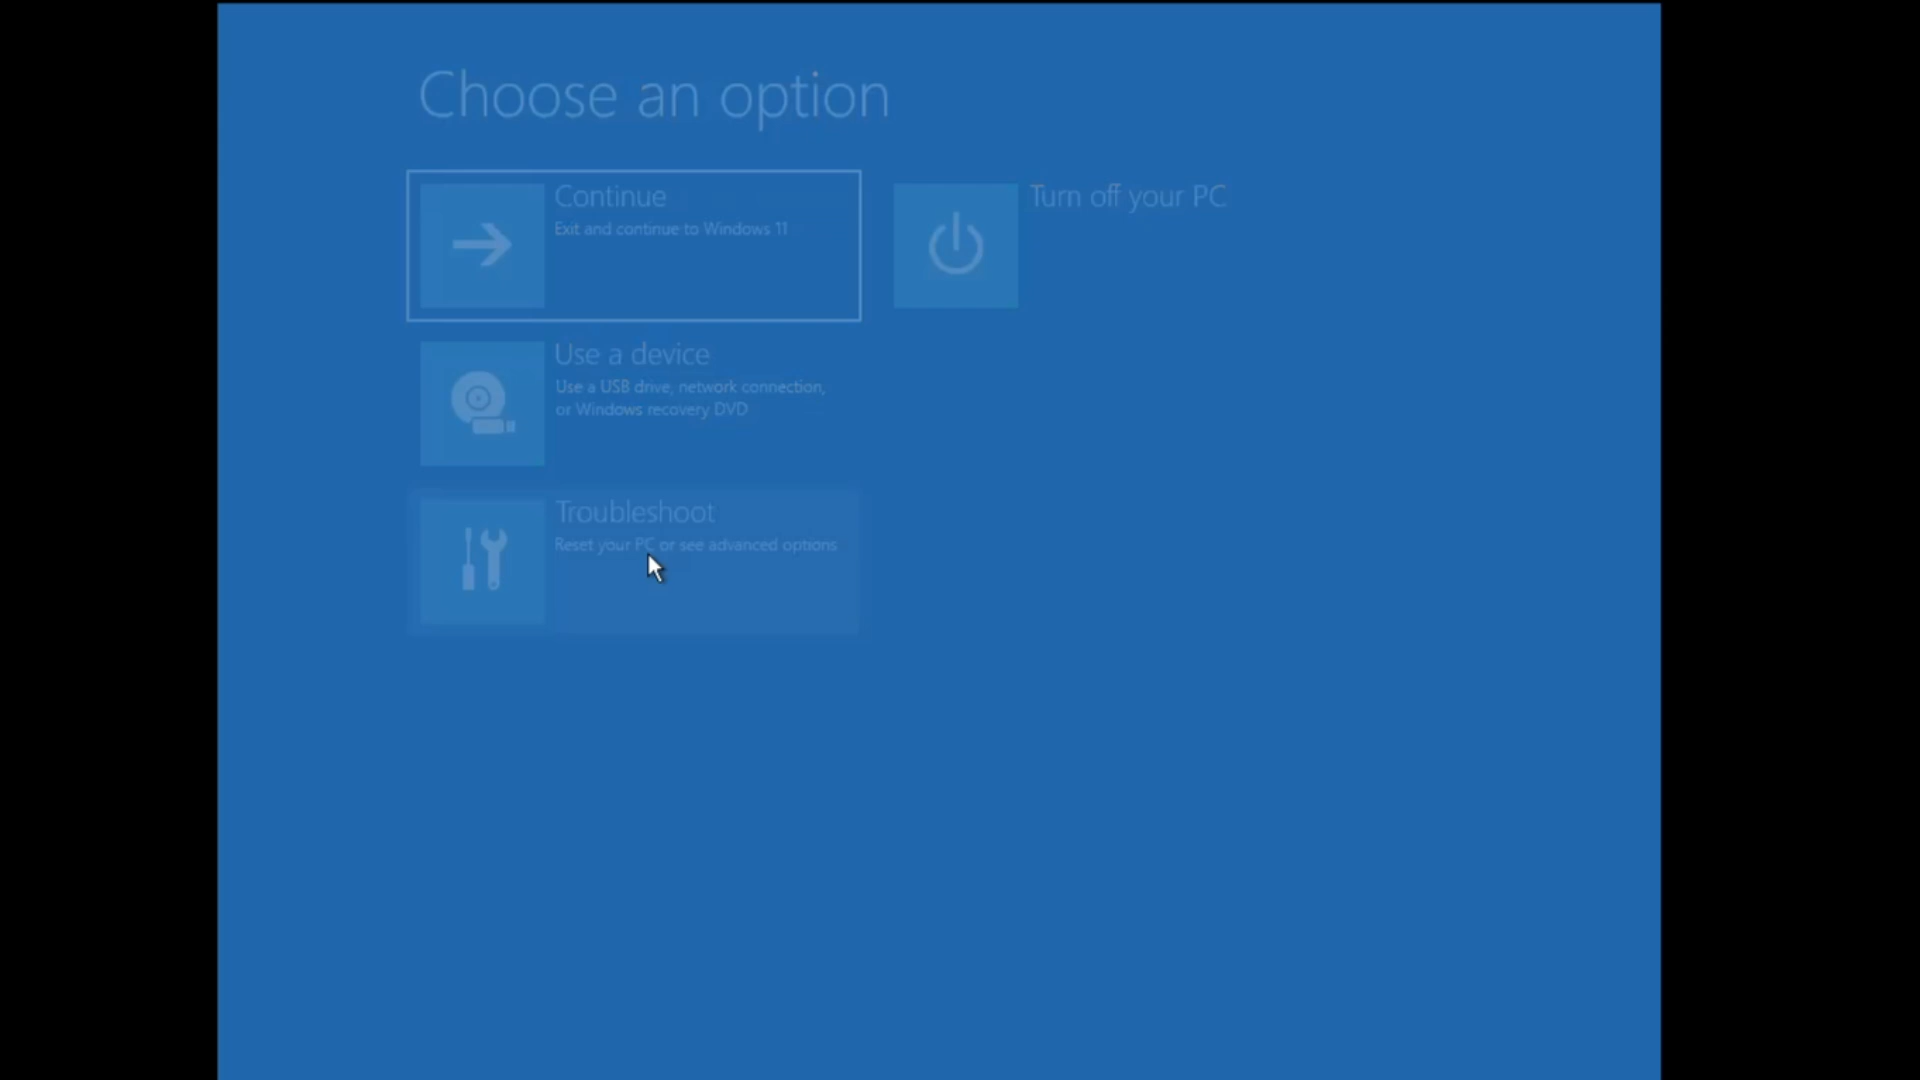 Choose an option
Continue
Exit and continue to Windows 11
Turn off your PC
Use a device
Use a USB drive, network connection,
or Windows recovery DVD
Troubleshoot
Reset your PC or see advanced options